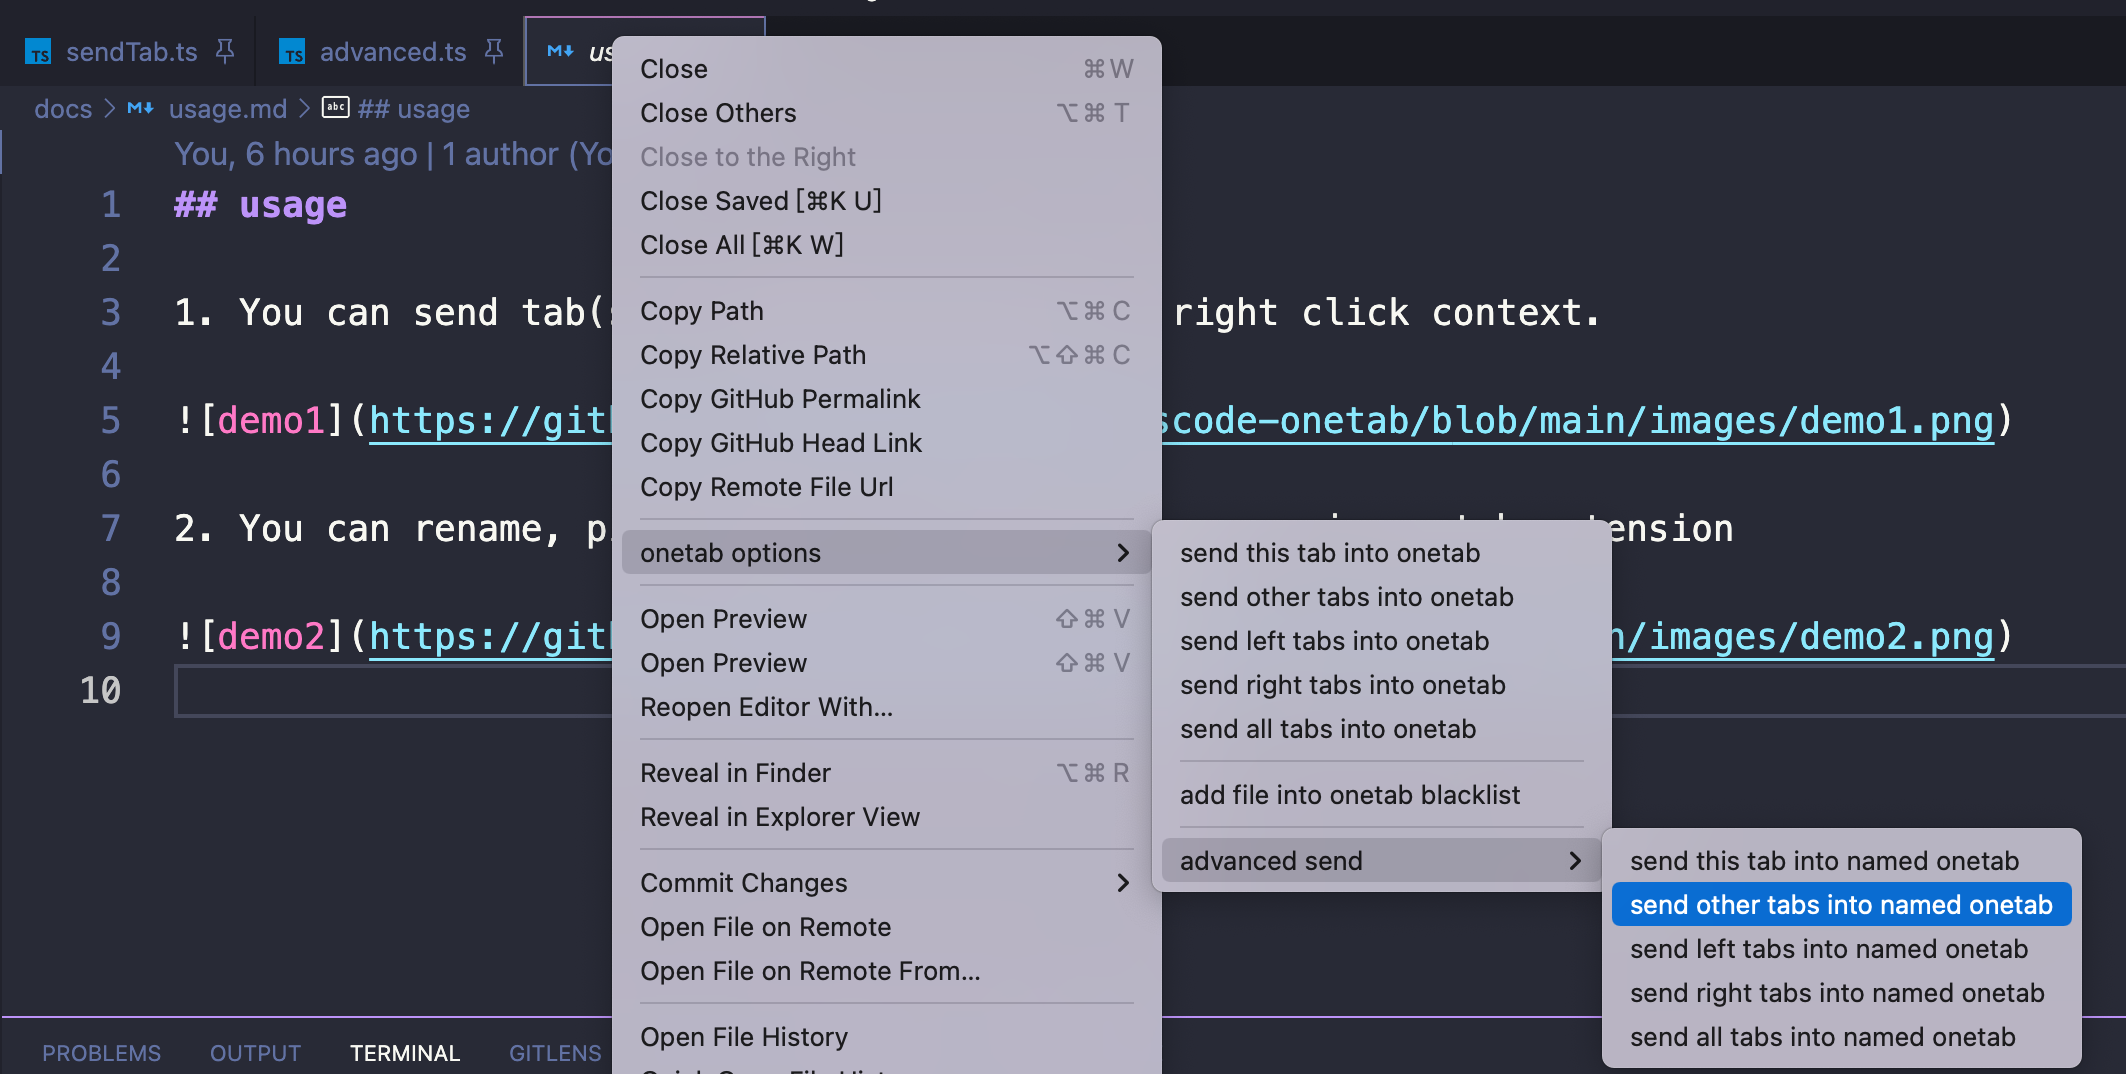 TS sendTab.ts
TS advanced.ts
docs > usage.md > abc ## usage
You, 6 hours ago | 1 author
1 ## usage
2
3 1. You can send right click context.
4
5 ![demo1](https:// scode-onetab/blob/main/images/demo1.png)
6
7 2. You can rename,
8
9 ![demo2](https:// /images/demo2.png)
10
Close ⌘W
Close Others ⌥⌘ T
Close to the Right
Close Saved [⌘K U]
Close All [⌘K W]
Copy Path ⌥⌘ C
Copy Relative Path ⌥⇧⌘ C
Copy GitHub Permalink
Copy GitHub Head Link
Copy Remote File Url
onetab options
Open Preview ⇧⌘ V
Open Preview ⇧⌘ V
Reopen Editor With...
Reveal in Finder ⌥⌘ R
Reveal in Explorer View
Commit Changes
Open File on Remote
Open File on Remote From...
Open File History
send this tab into onetab
send other tabs into onetab
send left tabs into onetab
send right tabs into onetab
send all tabs into onetab
add file into onetab blacklist
advanced send
send this tab into named onetab
send other tabs into named onetab
send left tabs into named onetab
send right tabs into named onetab
send all tabs into named onetab
PROBLEMS OUTPUT TERMINAL GITLENS